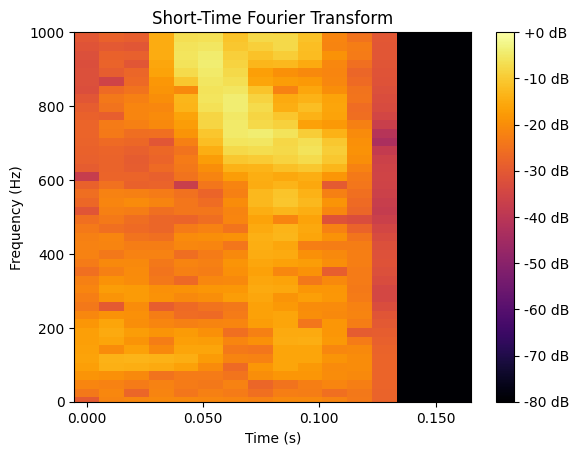 Short-Time Fourier Transform
1000
800
600
400
200
0
Frequency (Hz)
0.000
0.050
0.100
0.150
Time (s)
+0 dB
-10 dB
-20 dB
-30 dB
-40 dB
-50 dB
-60 dB
-70 dB
-80 dB